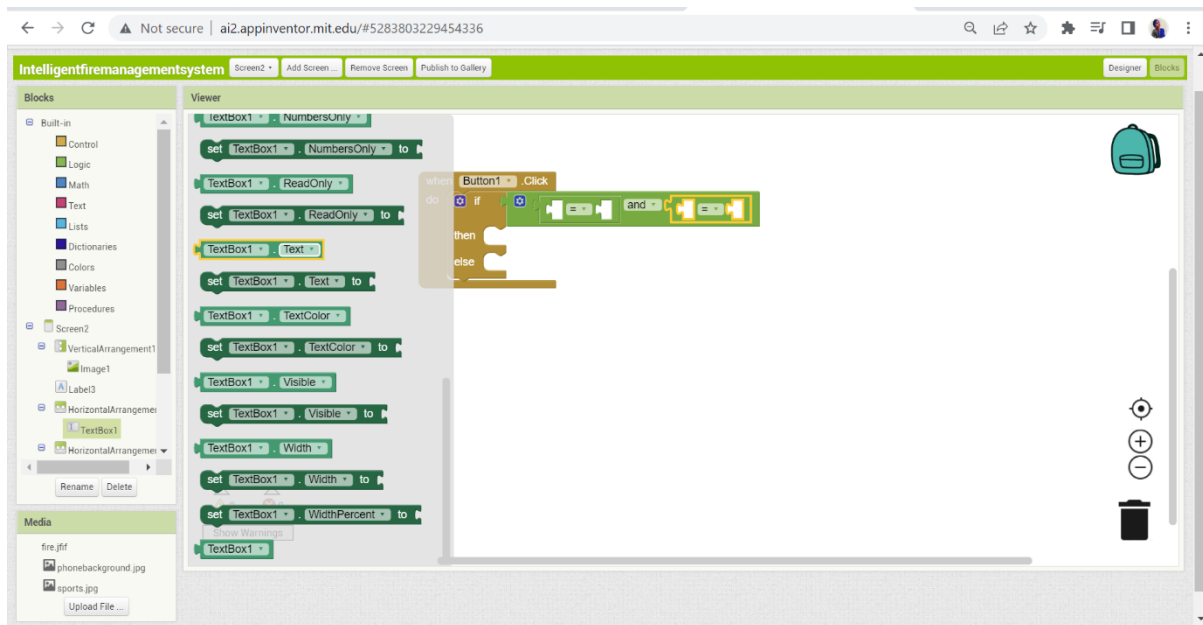 Not secure | ai2.appinventor.mit.edu/#5283803229454336
Intelligentfiremanagementsystem Screen2 Add Screen ... Remove Screen Publish to Gallery Designer Blocks
Blocks
Viewer
Built-in
Control
Logic
Math
Text
Lists
Dictionaries
Colors
Variables
Procedures
Screen2
VerticalArrangement1
Image1
A Label3
HorizontalArrangemen
TextBox1
HorizontalArrangemen
Rename Delete
Media
fire.jfif
phonebackground.jpg
sports.jpg
Upload File ...
TextBox1 . NumbersOnly
set TextBox1 . NumbersOnly to
TextBox1 . ReadOnly
set TextBox1 . ReadOnly to
TextBox1 . Text
set TextBox1 . Text to
TextBox1 . TextColor
set TextBox1 . TextColor to
TextBox1 . Visible
set TextBox1 . Visible to
TextBox1 . Width
set TextBox1 . Width to
set TextBox1 . WidthPercent to
Show Warnings
TextBox1
when Button1 .Click
do if = and =
then
else